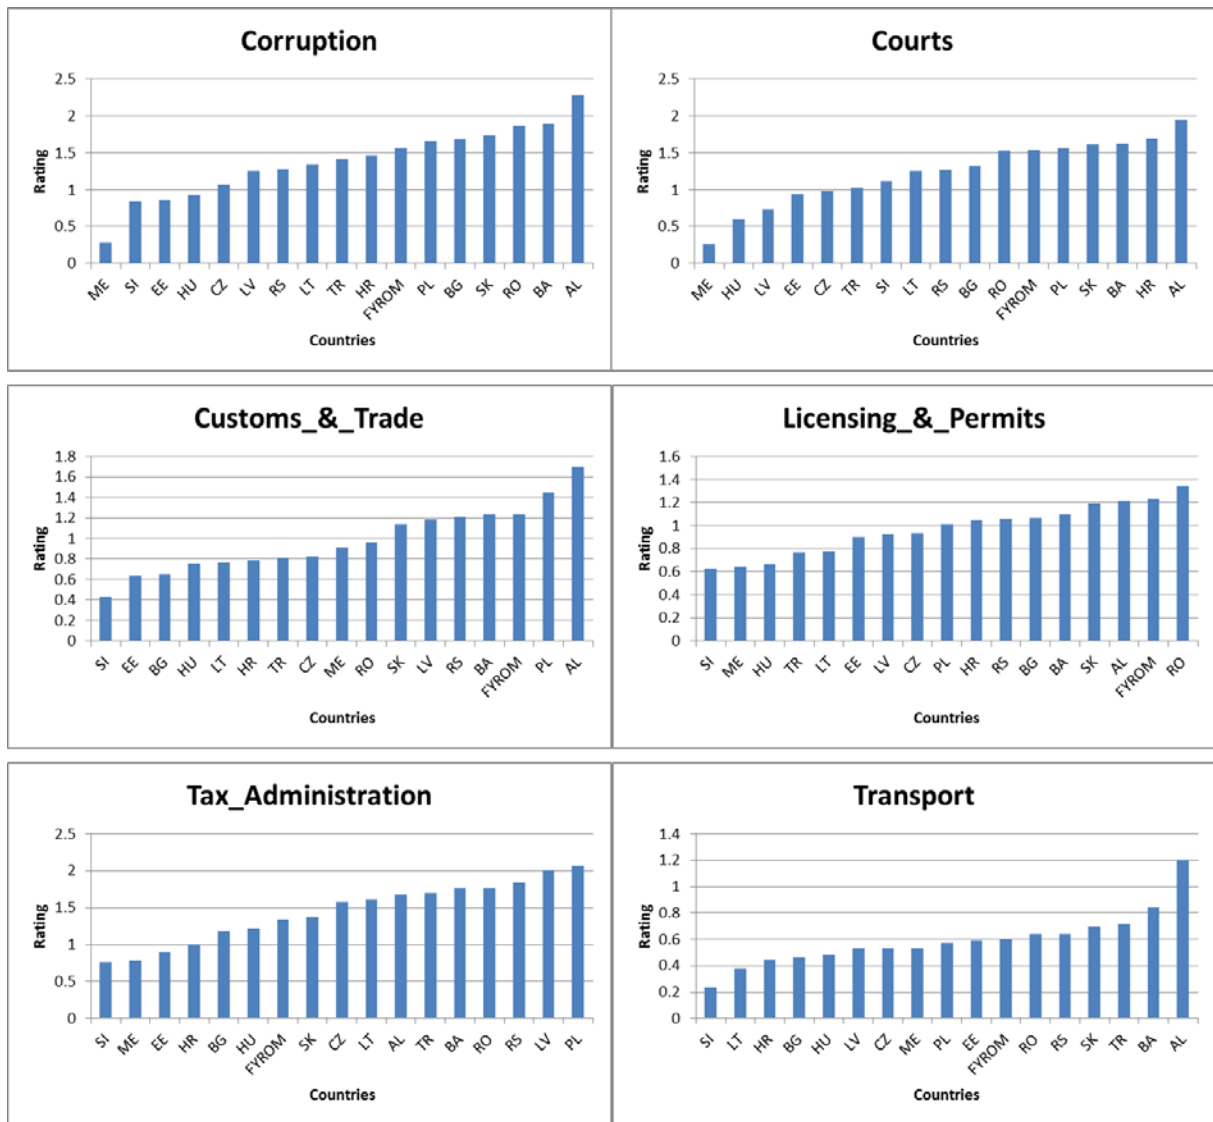 Corruption
2.5
2
1.5
1
0.5
0
Rating
ME SI EE HU CZ LV RS LT TR HR FYROM PL BG SK RO BA AL
Countries
Courts
2.5
2
1.5
1
0.5
0
Rating
ME HU LV EE CZ TR SI LT RS BG RO FYROM PL SK BA HR AL
Countries
Customs_&_Trade
1.8
1.6
1.4
1.2
1
0.8
0.6
0.4
0.2
0
Rating
SI EE BG HU LT HR TR CZ ME RO SK LV RS BA FYROM PL AL
Countries
Licensing_&_Permits
1.6
1.4
1.2
1
0.8
0.6
0.4
0.2
0
Rating
SI ME HU TR LT EE LV CZ PL HR RS BG BA SK AL FYROM RO
Countries
Tax_Administration
2.5
2
1.5
1
0.5
0
Rating
SI ME EE HR BG HU FYROM SK CZ LT AL TR BA RO RS LV PL
Countries
Transport
1.4
1.2
1
0.8
0.6
0.4
0.2
0
Rating
SI LT HR BG HU LV CZ ME PL EE FYROM RO RS SK TR BA AL
Countries